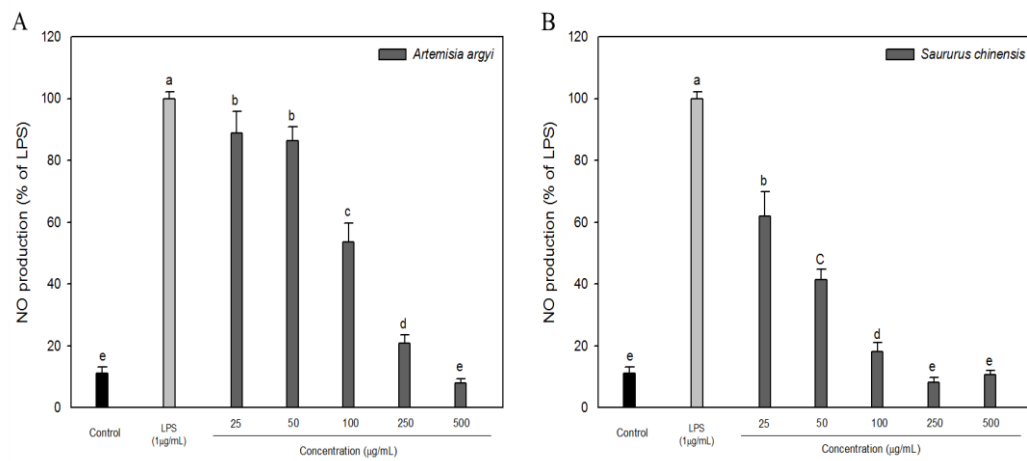 A
120
100
80
60
40
20
0
NO production (% of LPS)
Artemisia argyi
e
a
b
b
c
d
e
Control
LPS
(1μg/mL)
25 50 100 250 500
Concentration (μg/mL)
B
120
100
80
60
40
20
0
NO production (% of LPS)
Saururus chinensis
e
a
b
C
d
e
e
Control
LPS
(1μg/mL)
25 50 100 250 500
Concentration (μg/mL)